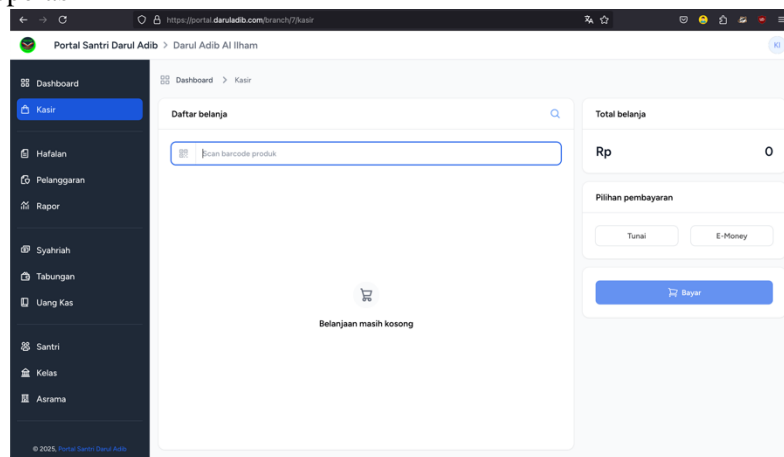 https://portal.daruladib.com/branch/7/kasir
Portal Santri Darul Adib > Darul Adib Al Ilham
KI
Dashboard
Kasir
Hafalan
Pelanggaran
Rapor
Syahriah
Tabungan
Uang Kas
Santri
Kelas
Asrama
© 2025, Portal Santri Darul Adib
Dashboard > Kasir
Daftar belanja
Scan barcode produk
Belanjaan masih kosong
Total belanja
Rp 0
Pilihan pembayaran
Tunai E-Money
Bayar